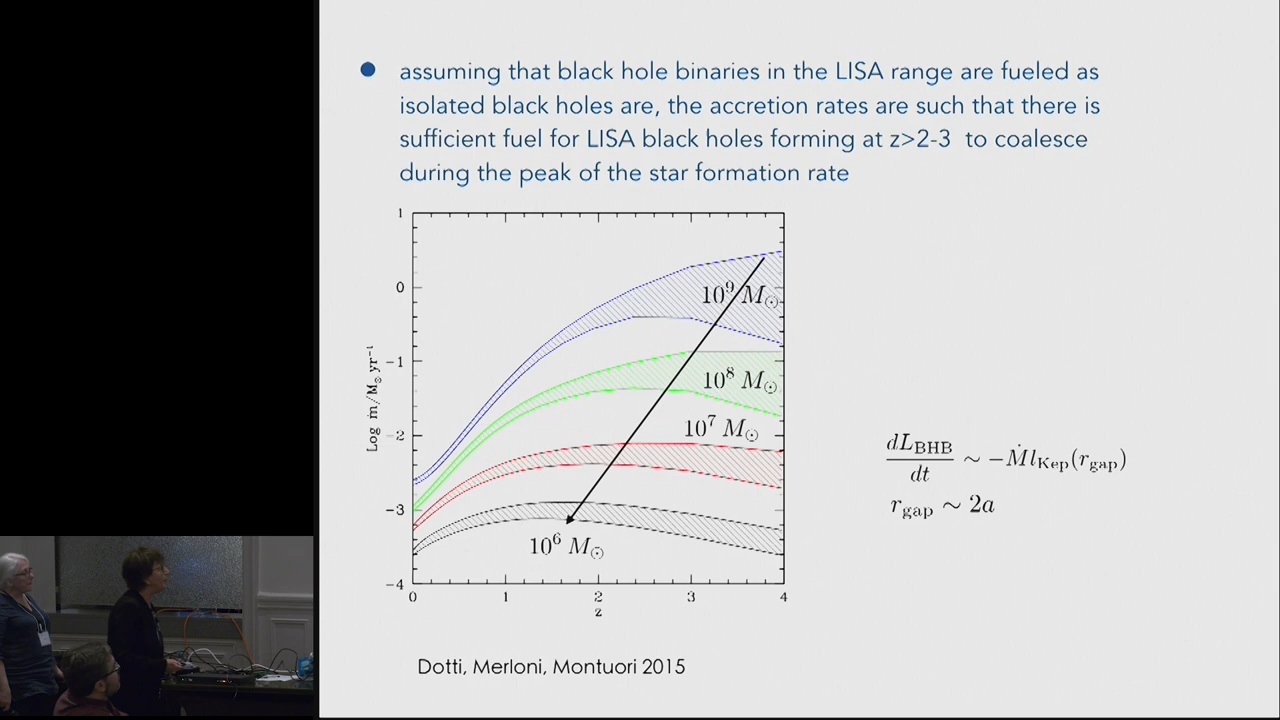 ● assuming that black hole binaries in the LISA range are fueled as
isolated black holes are, the accretion rates are such that there is
sufficient fuel for LISA black holes forming at z>2-3 to coalesce
during the peak of the star formation rate
1
0
−1
−2
−3
−4
Log ṁ/M⊙ yr⁻¹
10⁹ M⊙
10⁸ M⊙
10⁷ M⊙
10⁶ M⊙
0 1 2 3 4
z
dL_BHB/dt ∼ −Ṁ l_Kep(r_gap)
r_gap ∼ 2a
Dotti, Merloni, Montuori 2015